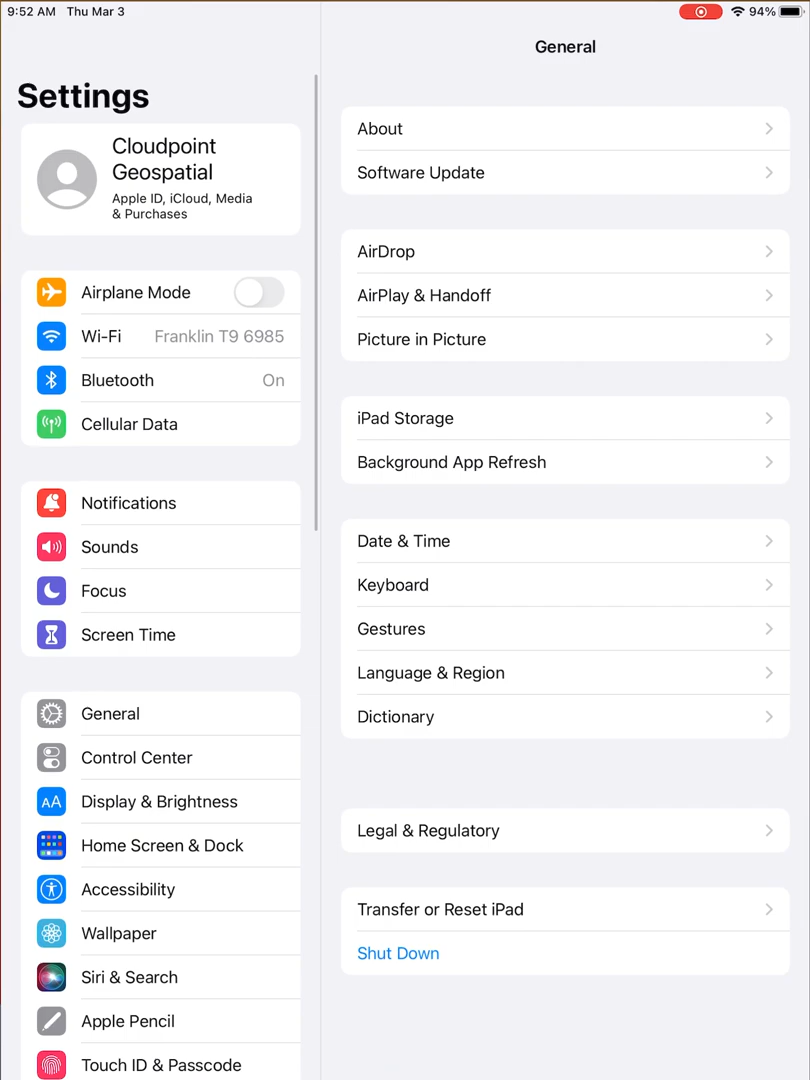 9:52 AM Thu Mar 3
94%
Settings
Cloudpoint
Geospatial
Apple ID, iCloud, Media
& Purchases
Airplane Mode
Wi-Fi Franklin T9 6985
Bluetooth On
Cellular Data
Notifications
Sounds
Focus
Screen Time
General
Control Center
AA Display & Brightness
Home Screen & Dock
Accessibility
Wallpaper
Siri & Search
Apple Pencil
Touch ID & Passcode
General
About
Software Update
AirDrop
AirPlay & Handoff
Picture in Picture
iPad Storage
Background App Refresh
Date & Time
Keyboard
Gestures
Language & Region
Dictionary
Legal & Regulatory
Transfer or Reset iPad
Shut Down